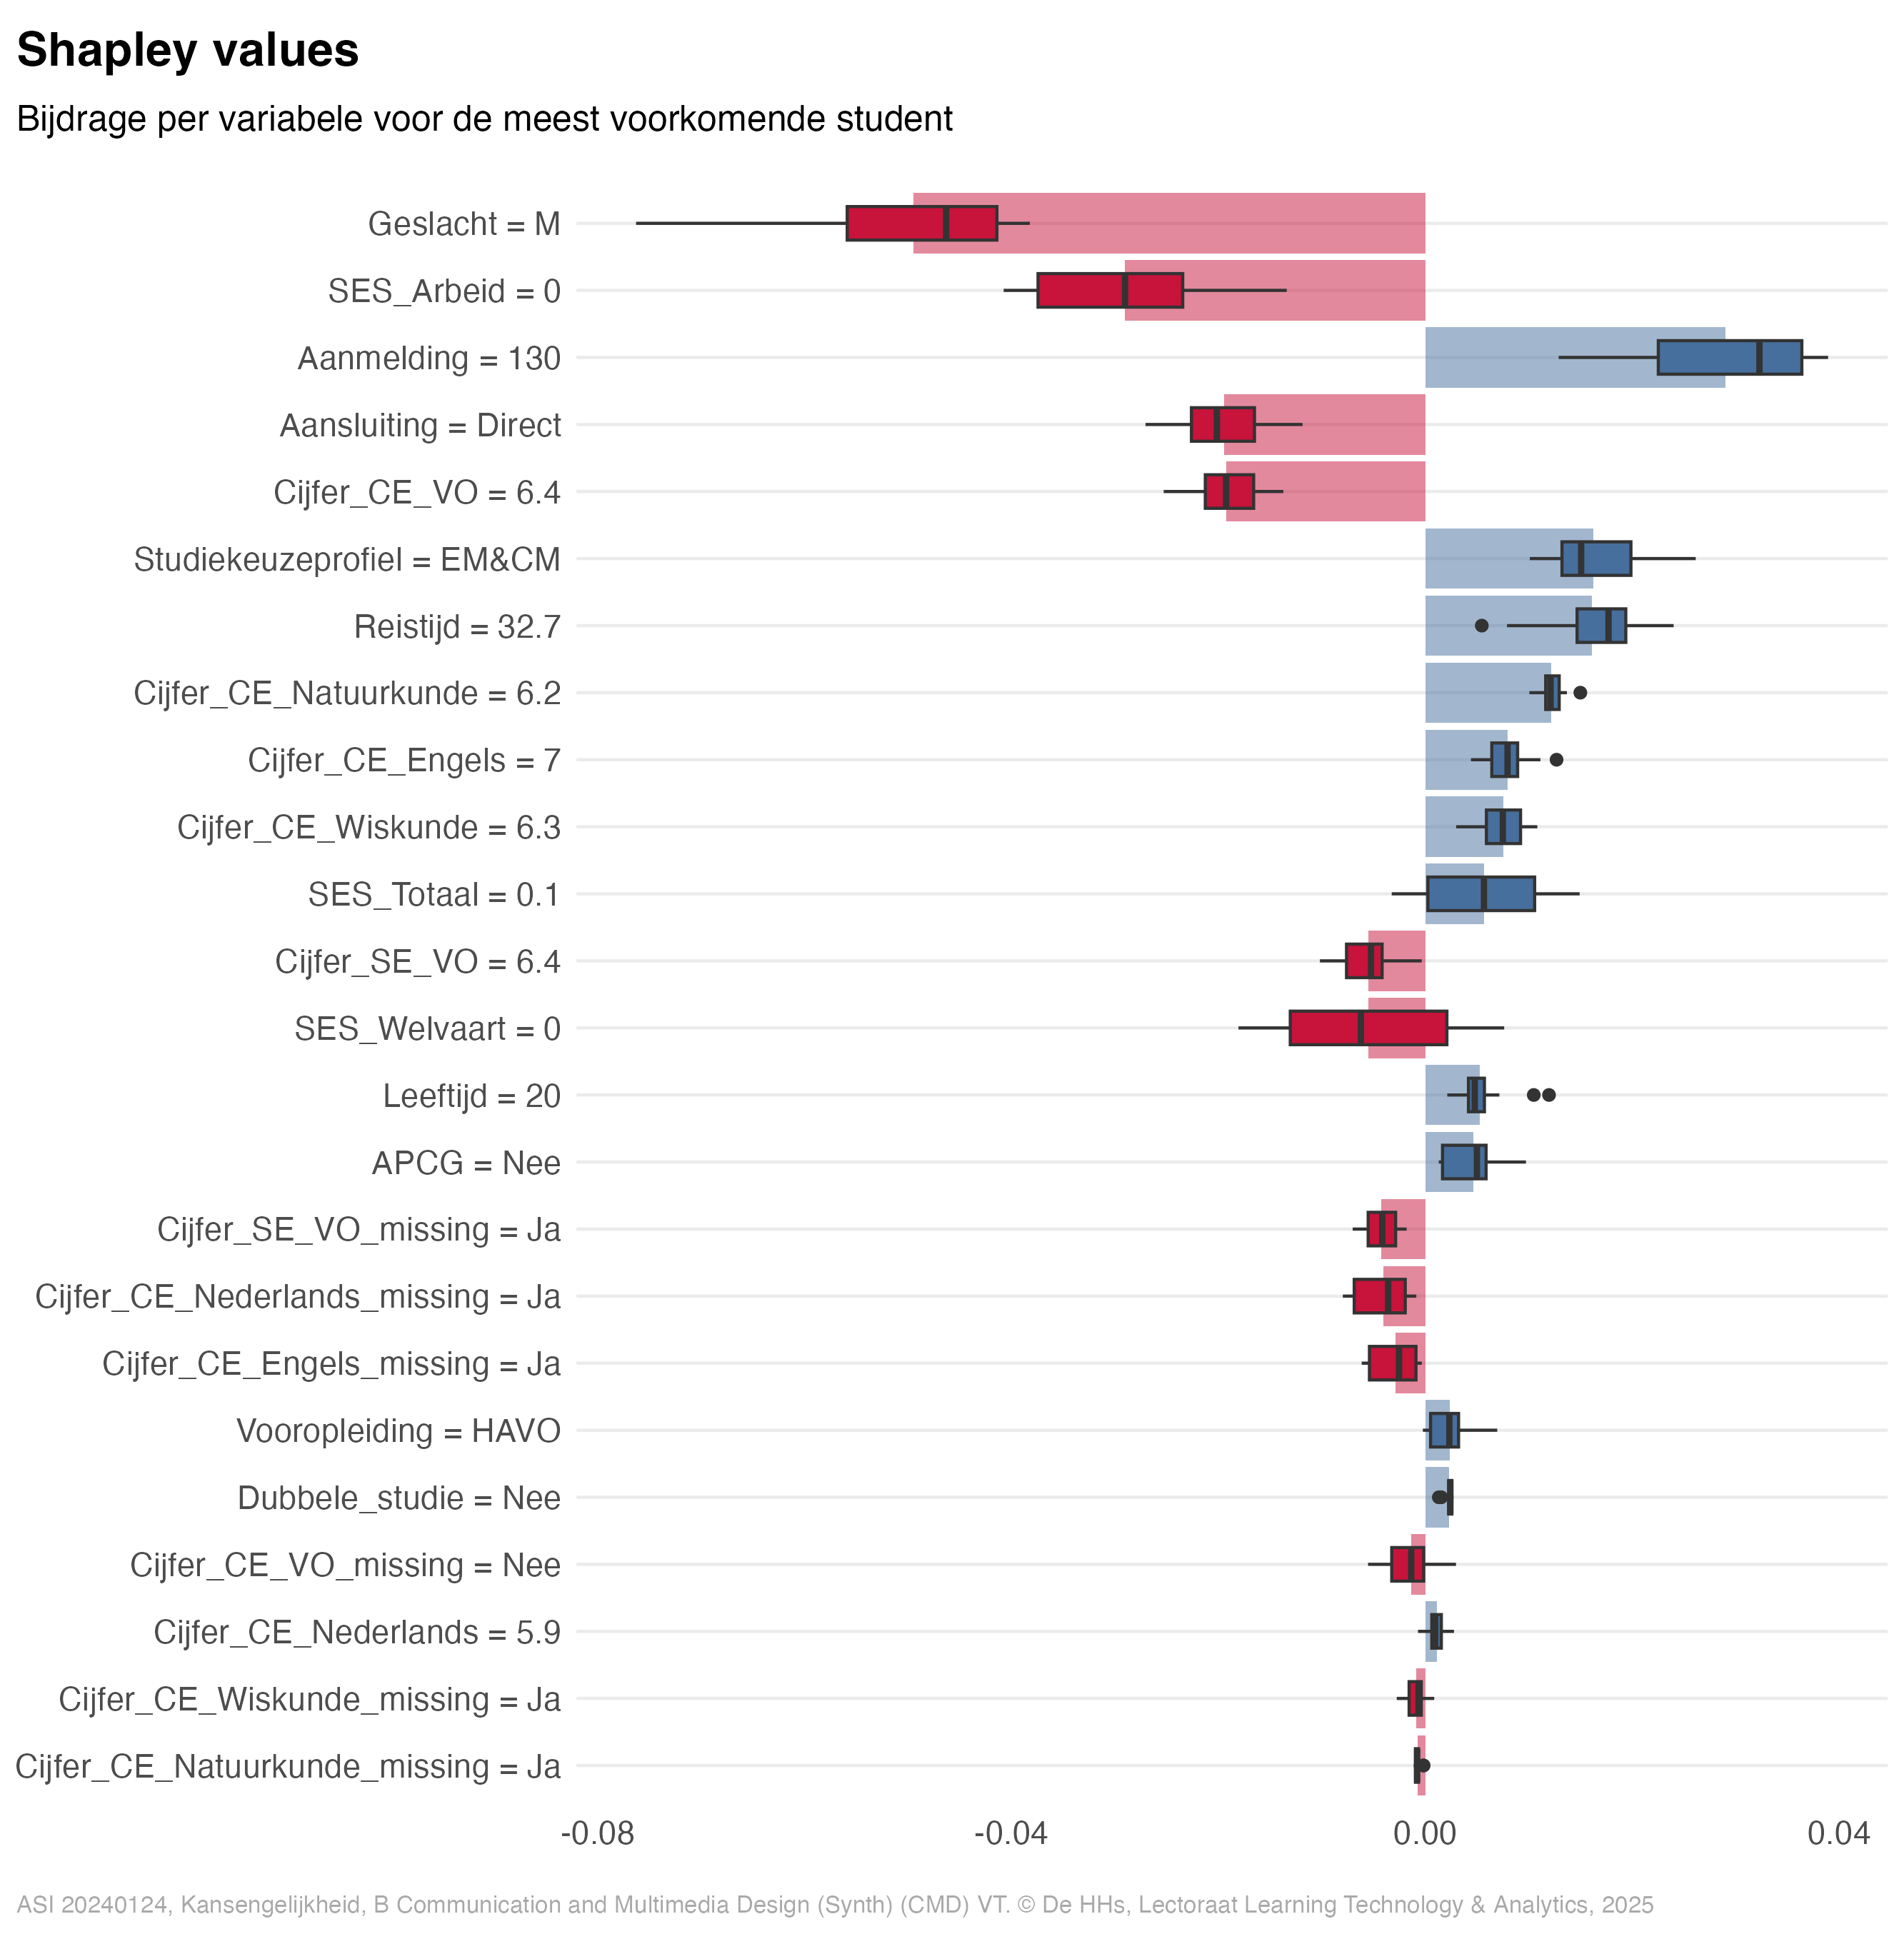 Shapley values
Bijdrage per variabele voor de meest voorkomende student
Geslacht = M
SES_Arbeid = 0
Aanmelding = 130
Aansluiting = Direct
Cijfer_CE_VO = 6.4
Studiekeuzeprofiel = EM&CM
Reistijd = 32.7
Cijfer_CE_Natuurkunde = 6.2
Cijfer_CE_Engels = 7
Cijfer_CE_Wiskunde = 6.3
SES_Totaal = 0.1
Cijfer_SE_VO = 6.4
SES_Welvaart = 0
Leeftijd = 20
APCG = Nee
Cijfer_SE_VO_missing = Ja
Cijfer_CE_Nederlands_missing = Ja
Cijfer_CE_Engels_missing = Ja
Vooropleiding = HAVO
Dubbele_studie = Nee
Cijfer_CE_VO_missing = Nee
Cijfer_CE_Nederlands = 5.9
Cijfer_CE_Wiskunde_missing = Ja
Cijfer_CE_Natuurkunde_missing = Ja
-0.08 -0.04 0.00 0.04
ASI 20240124, Kansengelijkheid, B Communication and Multimedia Design (Synth) (CMD) VT. © De HHs, Lectoraat Learning Technology & Analytics, 2025